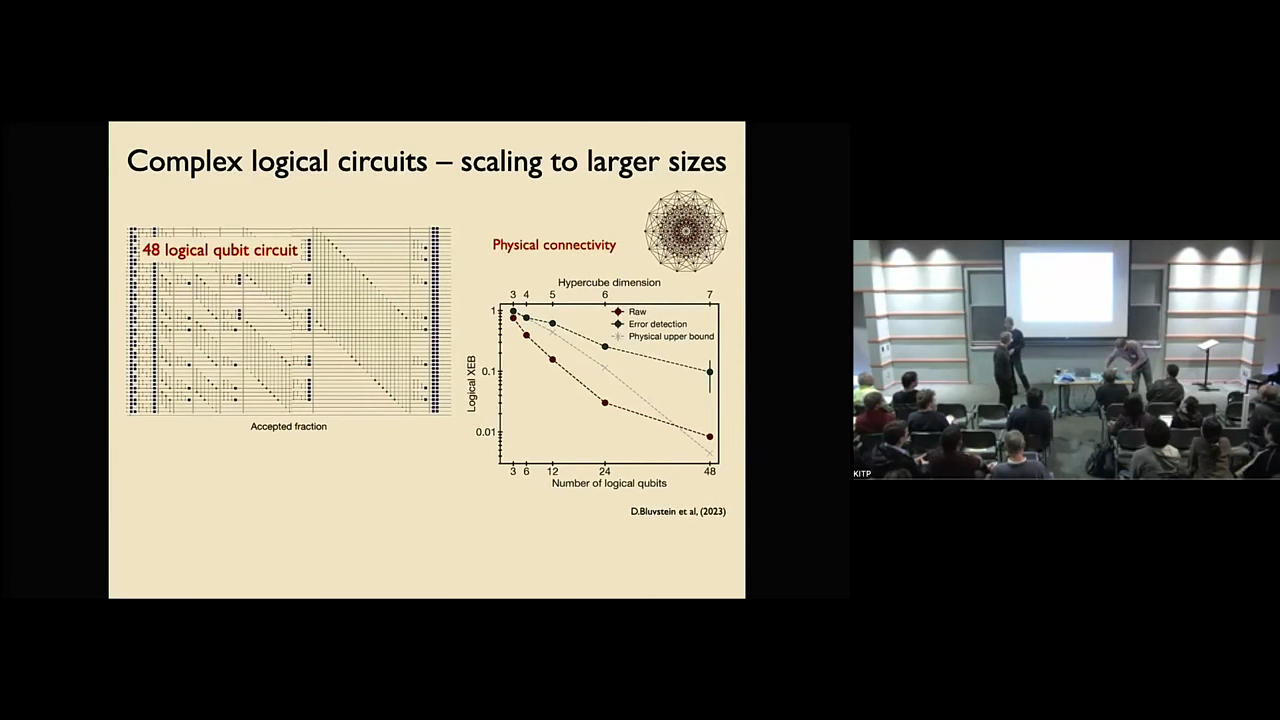 Complex logical circuits – scaling to larger sizes
48 logical qubit circuit
Accepted fraction
Physical connectivity
Hypercube dimension
3 4 5 6 7
Raw
Error detection
Physical upper bound
1
0.1
0.01
Logical XEB
3 6 12 24 48
Number of logical qubits
D.Bluvstein et al, (2023)
KITP